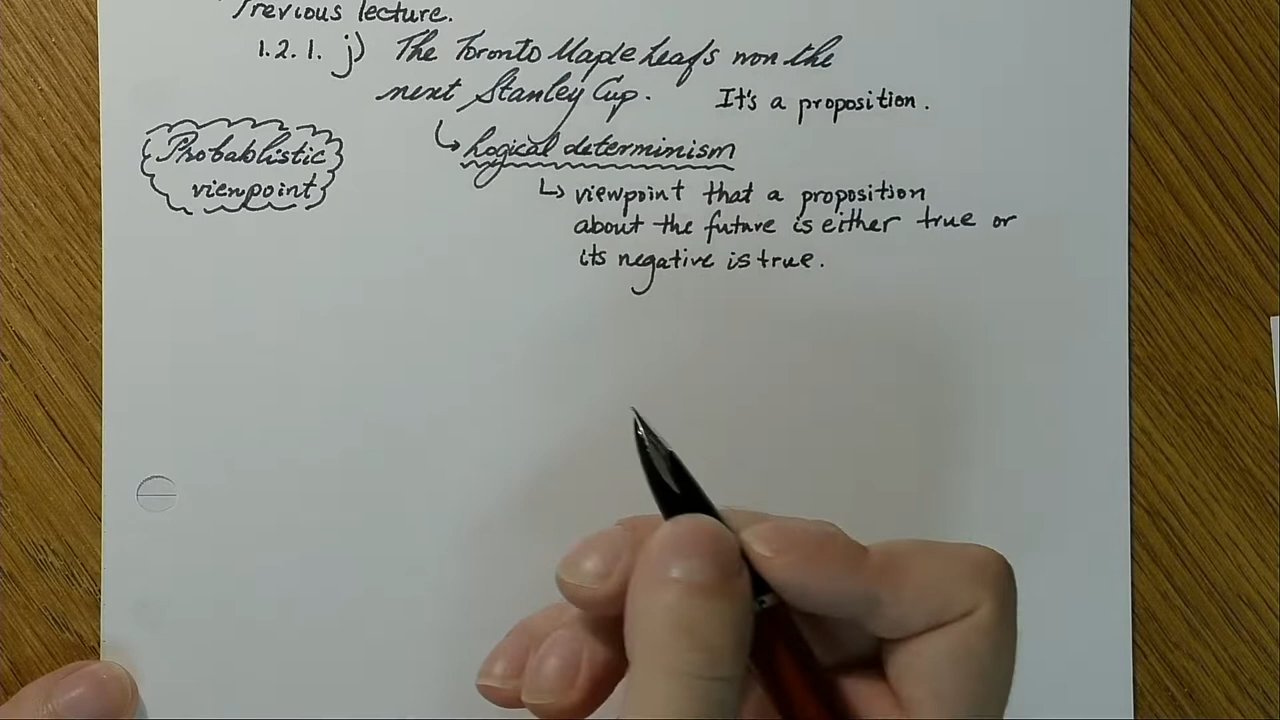 Previous lecture.
1.2.1. j) The Toronto Maple Leafs won the
next Stanley Cup. It's a proposition.
Probablistic
viewpoint
Logical determinism
viewpoint that a proposition
about the future is either true or
its negative is true.